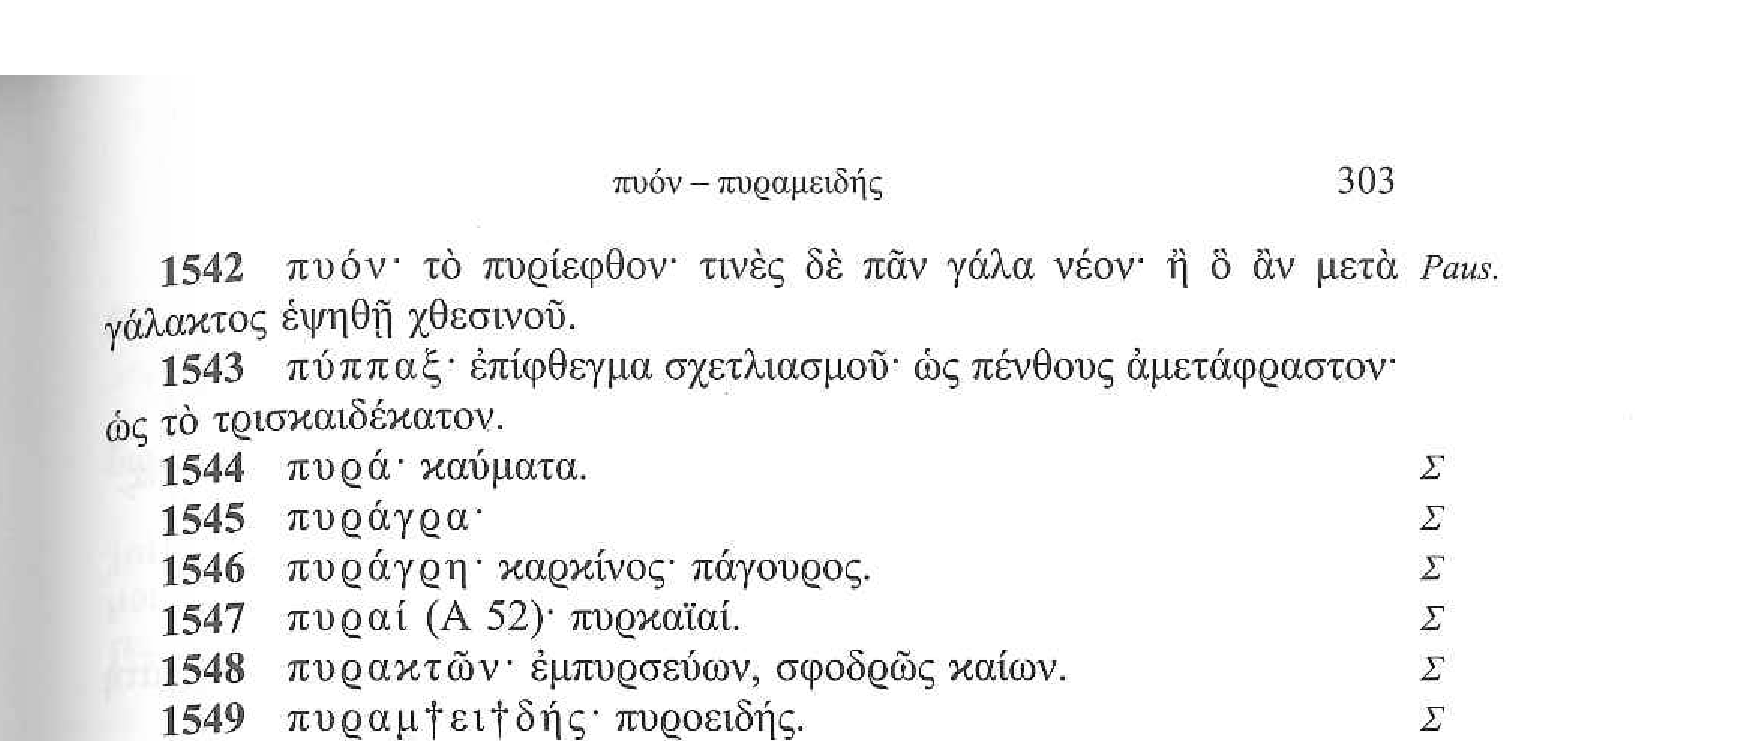 πυόν – πυραμειδής 303
1542 πυόν· τὸ πυρίεφθον· τινὲς δὲ πᾶν γάλα νέον· ἢ ὃ ἂν μετὰ Paus.
γάλακτος ἑψηθῇ χθεσινοῦ.
1543 πύππαξ· ἐπίφθεγμα σχετλιασμοῦ· ὡς πένθους ἀμετάφραστον·
ὡς τὸ τρισκαιδέκατον.
1544 πυρά· καύματα. Σ
1545 πυράγρα· Σ
1546 πυράγρη· καρκίνος· πάγουρος. Σ
1547 πυραί (Α 52)· πυρκαϊαί. Σ
1548 πυρακτῶν· ἐμπυρσεύων, σφοδρῶς καίων. Σ
1549 πυραμ†ει†δής· πυροειδής. Σ